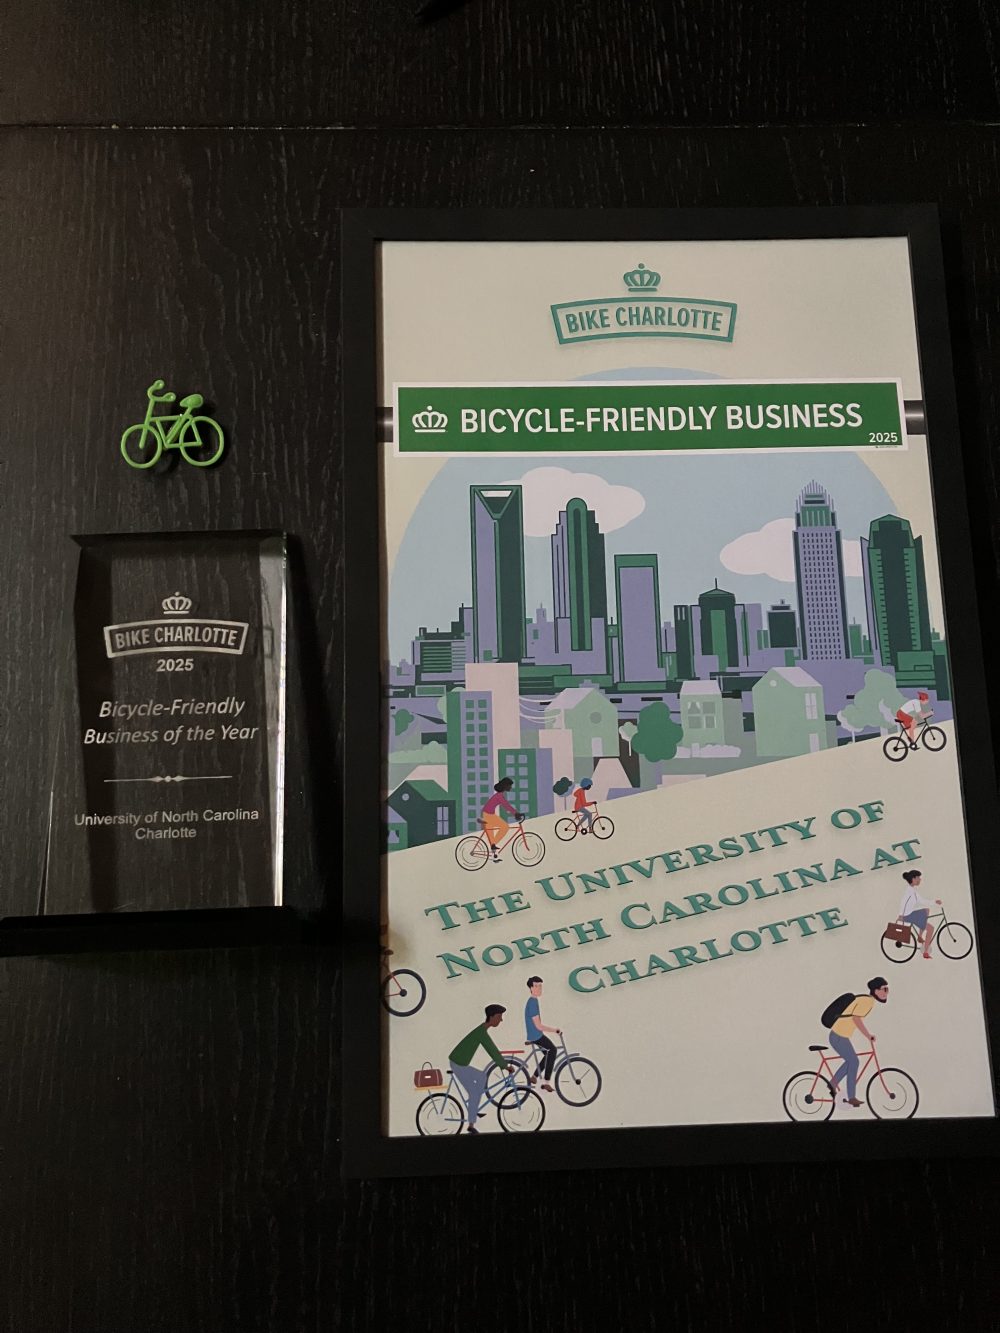 BIKE CHARLOTTE
2025
Bicycle-Friendly
Business of the Year
University of North Carolina
Charlotte
BIKE CHARLOTTE
BICYCLE-FRIENDLY BUSINESS
2025
THE UNIVERSITY OF
NORTH CAROLINA AT
CHARLOTTE